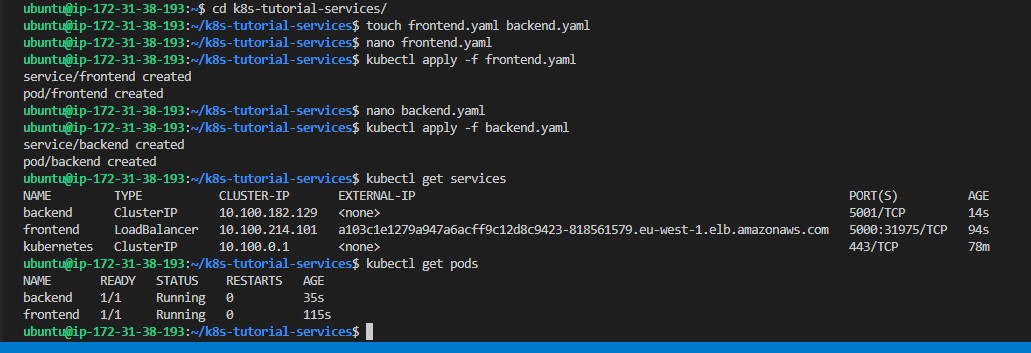 ubuntu@ip-172-31-38-193:~$ cd k8s-tutorial-services/
ubuntu@ip-172-31-38-193:~/k8s-tutorial-services$ touch frontend.yaml backend.yaml
ubuntu@ip-172-31-38-193:~/k8s-tutorial-services$ nano frontend.yaml
ubuntu@ip-172-31-38-193:~/k8s-tutorial-services$ kubectl apply -f frontend.yaml
service/frontend created
pod/frontend created
ubuntu@ip-172-31-38-193:~/k8s-tutorial-services$ nano backend.yaml
ubuntu@ip-172-31-38-193:~/k8s-tutorial-services$ kubectl apply -f backend.yaml
service/backend created
pod/backend created
ubuntu@ip-172-31-38-193:~/k8s-tutorial-services$ kubectl get services
NAME TYPE CLUSTER-IP EXTERNAL-IP PORT(S) AGE
backend ClusterIP 10.100.182.129 <none> 5001/TCP 14s
frontend LoadBalancer 10.100.214.101 a103c1e1279a947a6acff9c12d8c9423-818561579.eu-west-1.elb.amazonaws.com 5000:31975/TCP 94s
kubernetes ClusterIP 10.100.0.1 <none> 443/TCP 78m
ubuntu@ip-172-31-38-193:~/k8s-tutorial-services$ kubectl get pods
NAME READY STATUS RESTARTS AGE
backend 1/1 Running 0 35s
frontend 1/1 Running 0 115s
ubuntu@ip-172-31-38-193:~/k8s-tutorial-services$